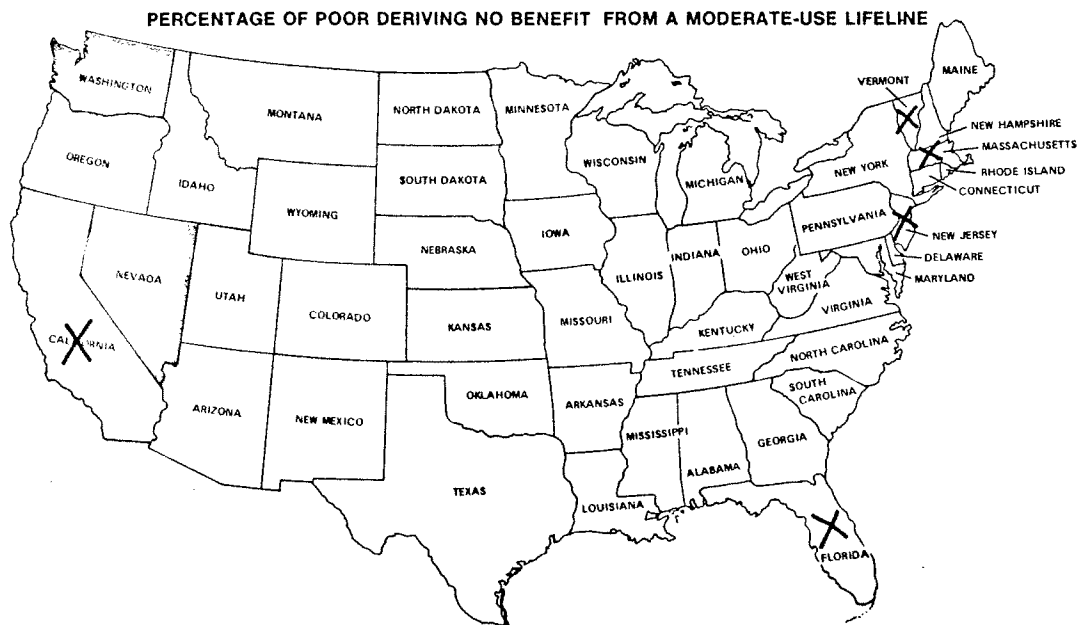 PERCENTAGE OF POOR DERIVING NO BENEFIT FROM A MODERATE-USE LIFELINE
WASHINGTON
MONTANA
NORTH DAKOTA
MINNESOTA
VERMONT
MAINE
OREGON
IDAHO
WYOMING
SOUTH DAKOTA
WISCONSIN
MICHIGAN
NEW YORK
NEW HAMPSHIRE
MASSACHUSETTS
RHODE ISLAND
CONNECTICUT
NEVADA
UTAH
COLORADO
NEBRASKA
IOWA
ILLINOIS
INDIANA
OHIO
PENNSYLVANIA
NEW JERSEY
DELAWARE
MARYLAND
WEST
VIRGINIA
VIRGINIA
CALIFORNIA
KANSAS
MISSOURI
KENTUCKY
NORTH CAROLINA
TENNESSEE
SOUTH
CAROLINA
ARIZONA
NEW MEXICO
OKLAHOMA
ARKANSAS
MISSISSIPPI
ALABAMA
GEORGIA
TEXAS
LOUISIANA
FLORIDA